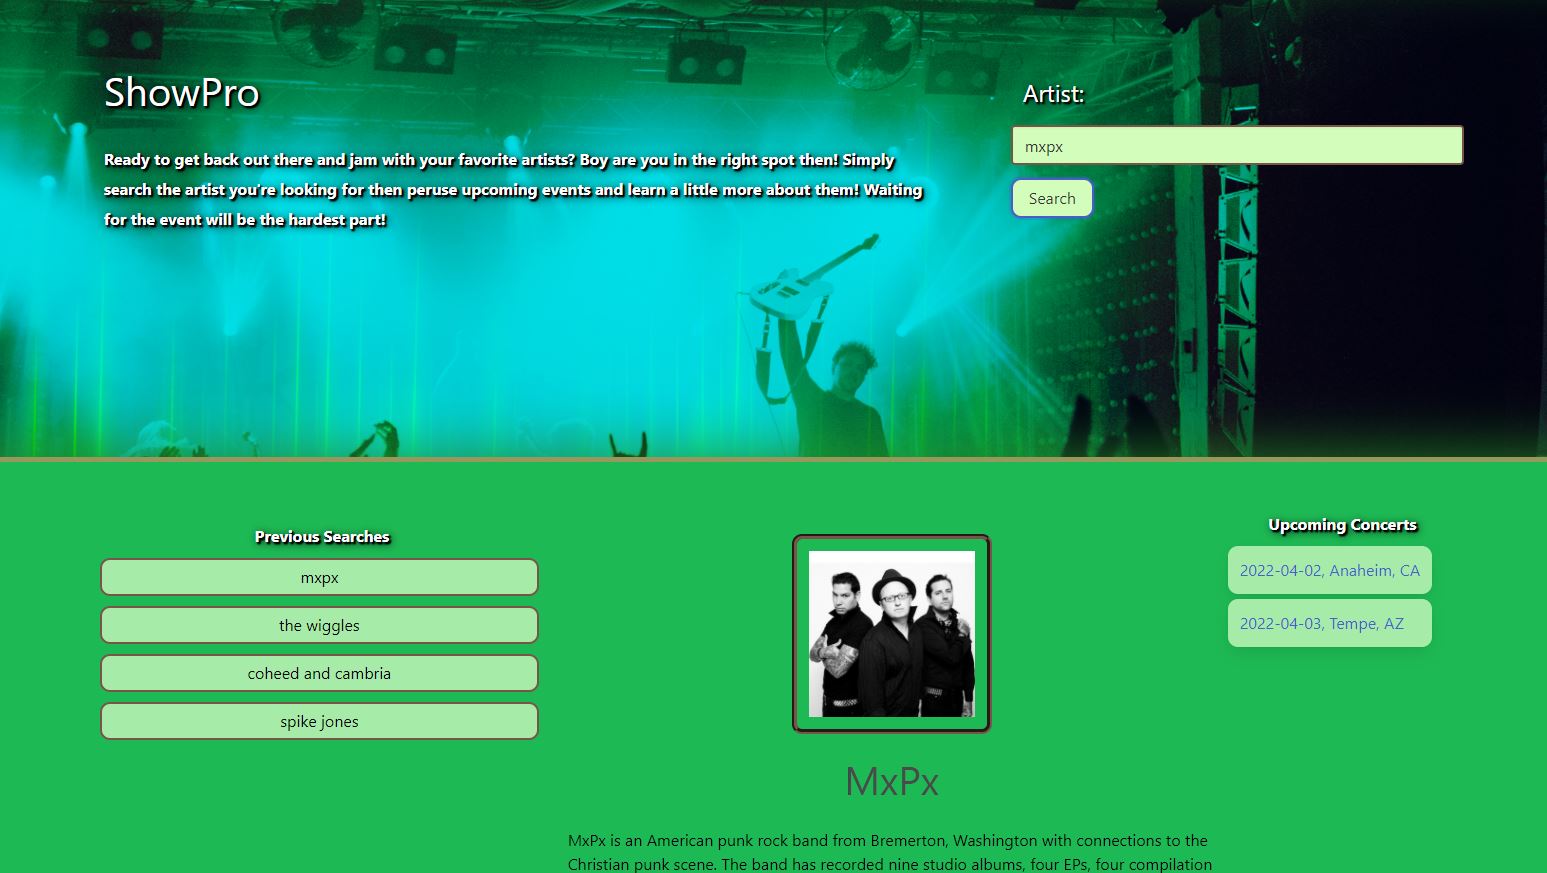 ShowPro
Ready to get back out there and jam with your favorite artists? Boy are you in the right spot then! Simply
search the artist you're looking for then peruse upcoming events and learn a little more about them! Waiting
for the event will be the hardest part!
Artist:
mxpx
Search
Previous Searches
mxpx
the wiggles
coheed and cambria
spike jones
MxPx
MxPx is an American punk rock band from Bremerton, Washington with connections to the
Christian punk scene. The band has recorded nine studio albums, four EPs, four compilation
Upcoming Concerts
2022-04-02, Anaheim, CA
2022-04-03, Tempe, AZ